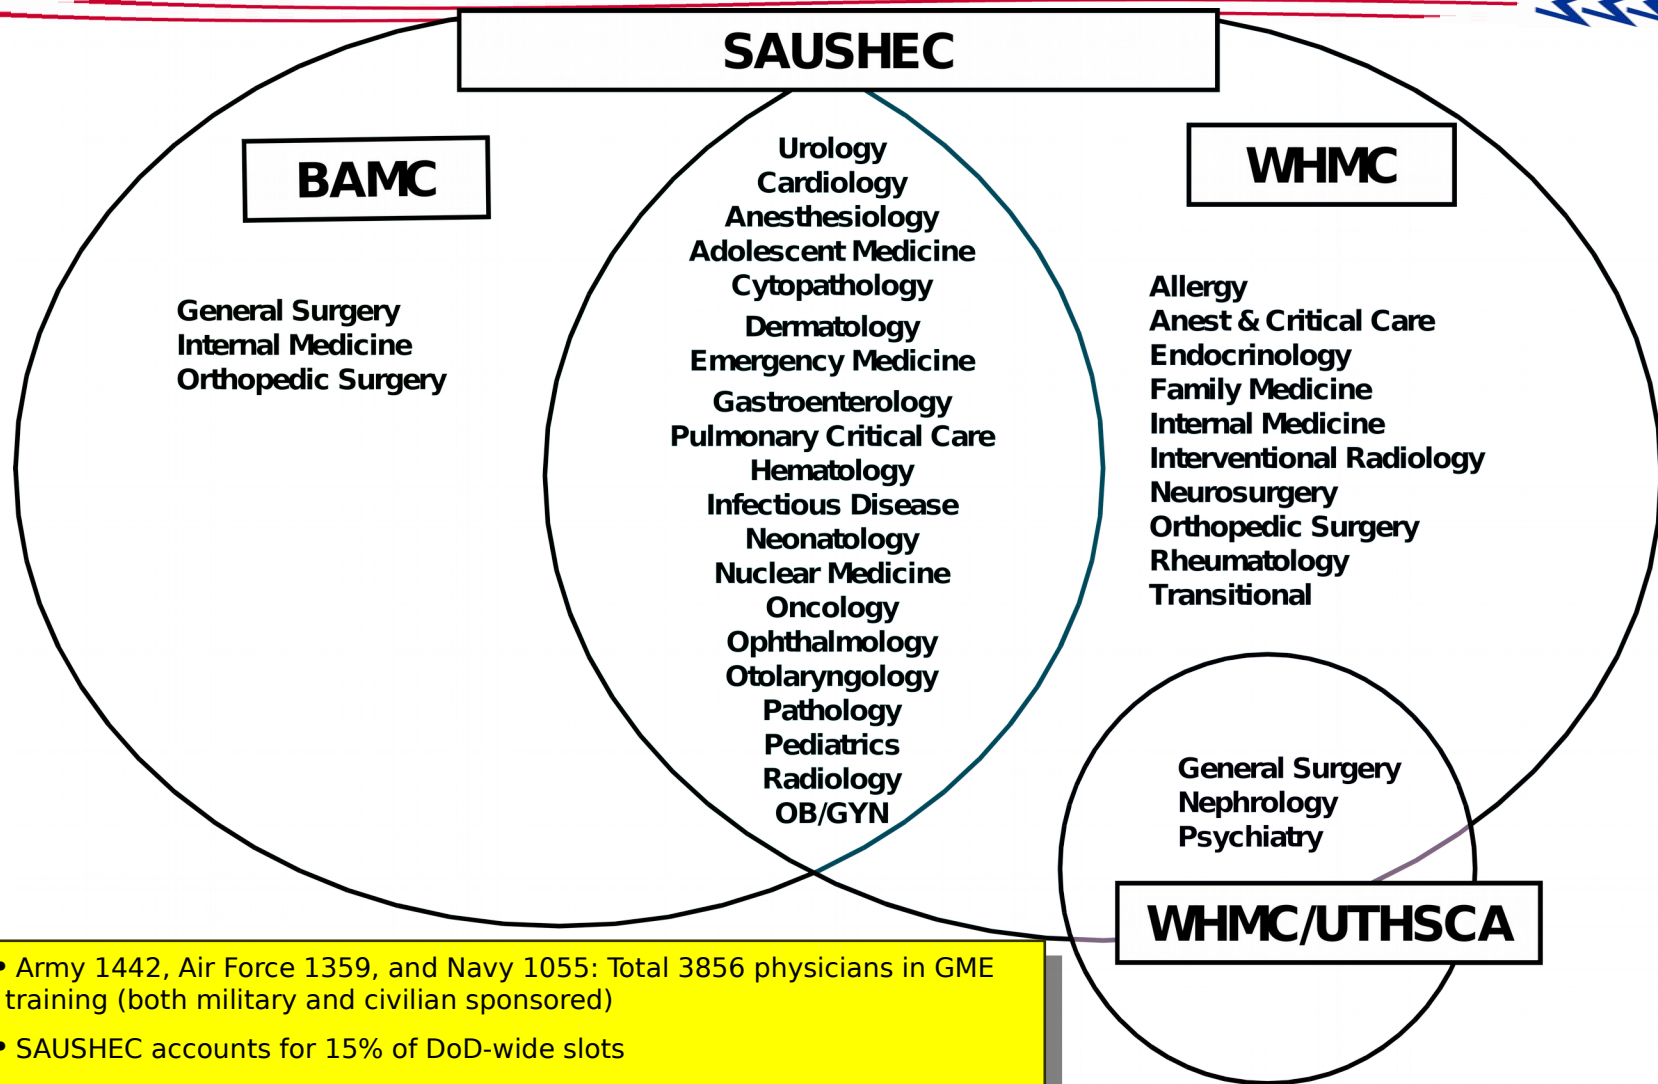 SAUSHEC
BAMC
WHMC
Urology
Cardiology
Anesthesiology
Adolescent Medicine
Cytopathology
Dermatology
Emergency Medicine
Gastroenterology
Pulmonary Critical Care
Hematology
Infectious Disease
Neonatology
Nuclear Medicine
Oncology
Ophthalmology
Otolaryngology
Pathology
Pediatrics
Radiology
OB/GYN
General Surgery
Internal Medicine
Orthopedic Surgery
Allergy
Anest & Critical Care
Endocrinology
Family Medicine
Internal Medicine
Interventional Radiology
Neurosurgery
Orthopedic Surgery
Rheumatology
Transitional
General Surgery
Nephrology
Psychiatry
WHMC/UTHSCA
• Army 1442, Air Force 1359, and Navy 1055: Total 3856 physicians in GME
training (both military and civilian sponsored)
• SAUSHEC accounts for 15% of DoD-wide slots